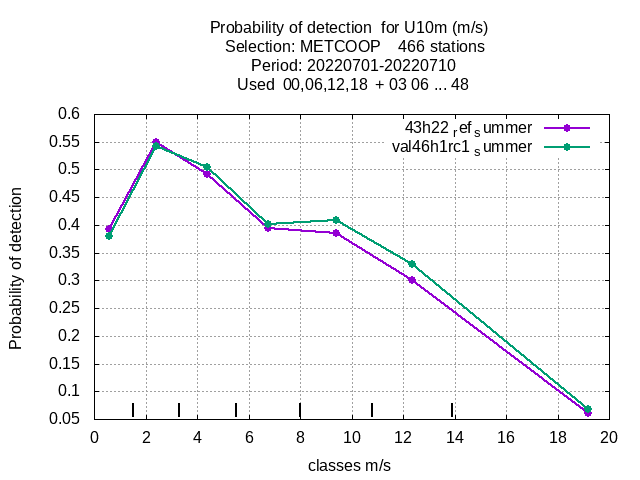 Probability of detection for U10m (m/s)
Selection: METCOOP 466 stations
Period: 20220701-20220710
Used 00,06,12,18 + 03 06 ... 48
43h22 ref summer
val46h1rc1 summer
Probability of detection
0.6
0.55
0.5
0.45
0.4
0.35
0.3
0.25
0.2
0.15
0.1
0.05
0 2 4 6 8 10 12 14 16 18 20
classes m/s